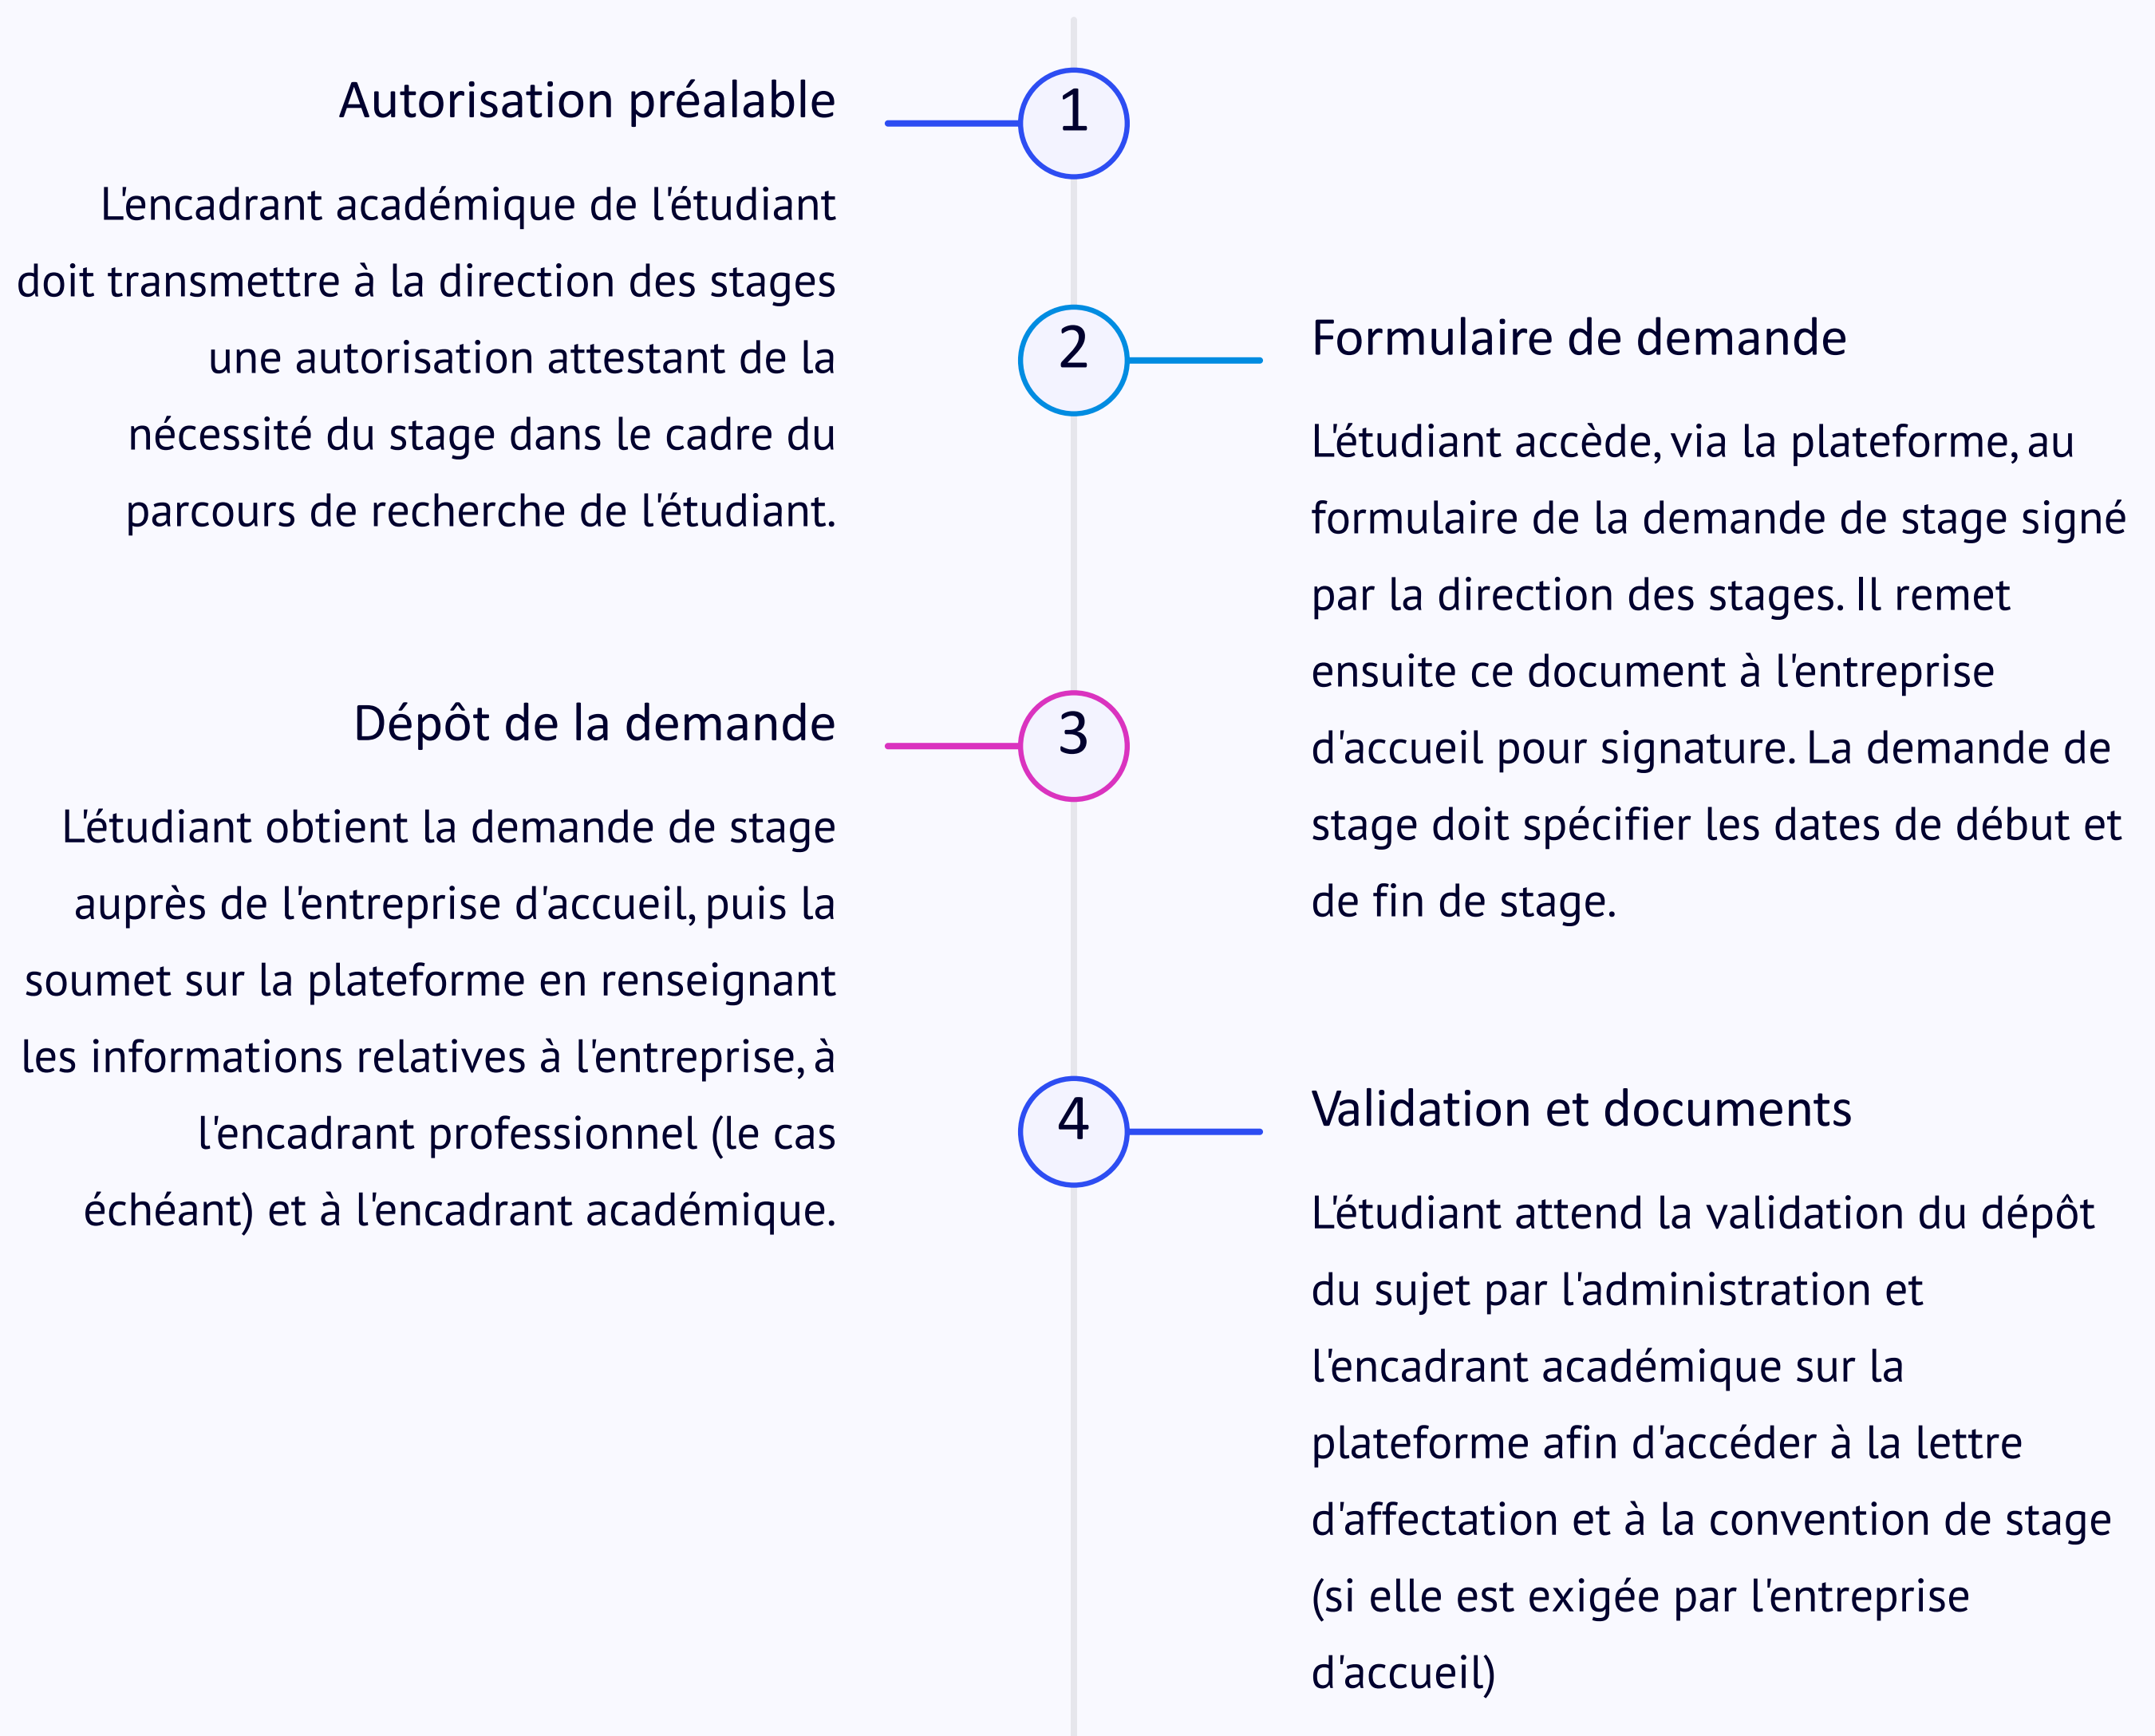 1
Autorisation préalable
L'encadrant académique de l'étudiant
doit transmettre à la direction des stages
une autorisation attestant de la
nécessité du stage dans le cadre du
parcours de recherche de l'étudiant.
2
Formulaire de demande
L'étudiant accède, via la plateforme, au
formulaire de la demande de stage signé
par la direction des stages. Il remet
ensuite ce document à l'entreprise
d'accueil pour signature. La demande de
stage doit spécifier les dates de début et
de fin de stage.
3
Dépôt de la demande
L'étudiant obtient la demande de stage
auprès de l'entreprise d'accueil, puis la
soumet sur la plateforme en renseignant
les informations relatives à l'entreprise, à
l'encadrant professionnel (le cas
échéant) et à l'encadrant académique.
4
Validation et documents
L'étudiant attend la validation du dépôt
du sujet par l'administration et
l'encadrant académique sur la
plateforme afin d'accéder à la lettre
d'affectation et à la convention de stage
(si elle est exigée par l'entreprise
d'accueil)